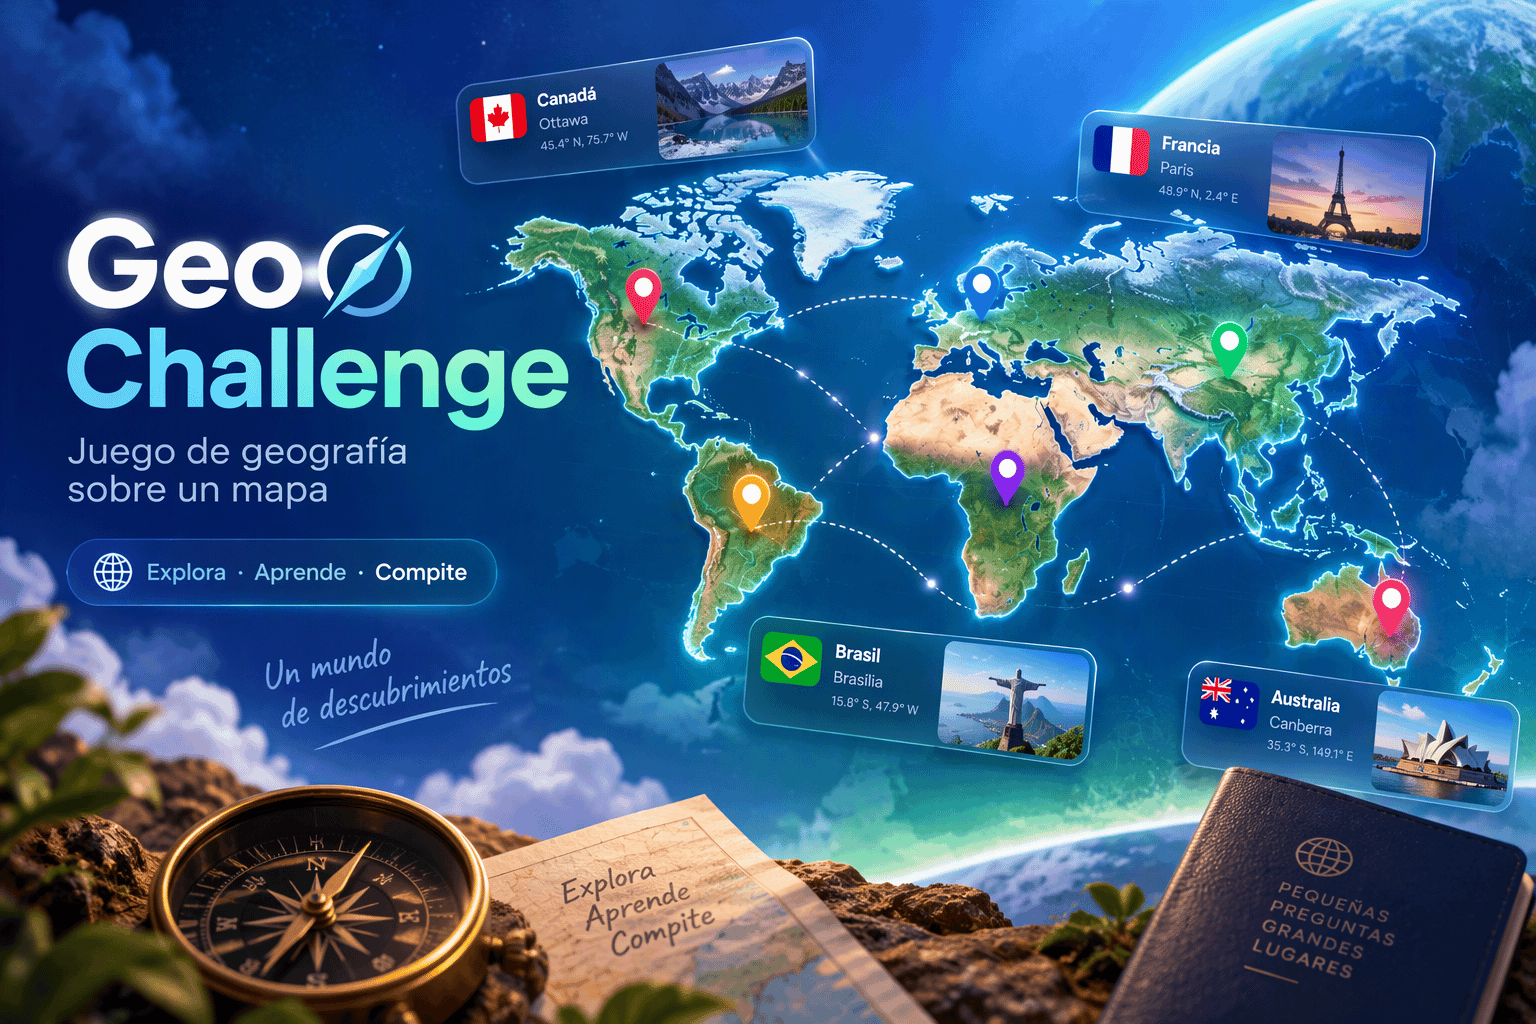 Geo
Challenge
Juego de geografía
sobre un mapa
Explora · Aprende · Compite
Un mundo
de descubrimientos
Canadá
Ottawa
45.4° N, 75.7° W
Francia
Paris
48.9° N, 2.4° E
Brasil
Brasilia
15.8° S, 47.9° W
Australia
Canberra
35.3° S, 149.1° E
N
E
S
W
Explora
Aprende
Compite
PEQUEÑAS
PREGUNTAS
GRANDES
LUGARES